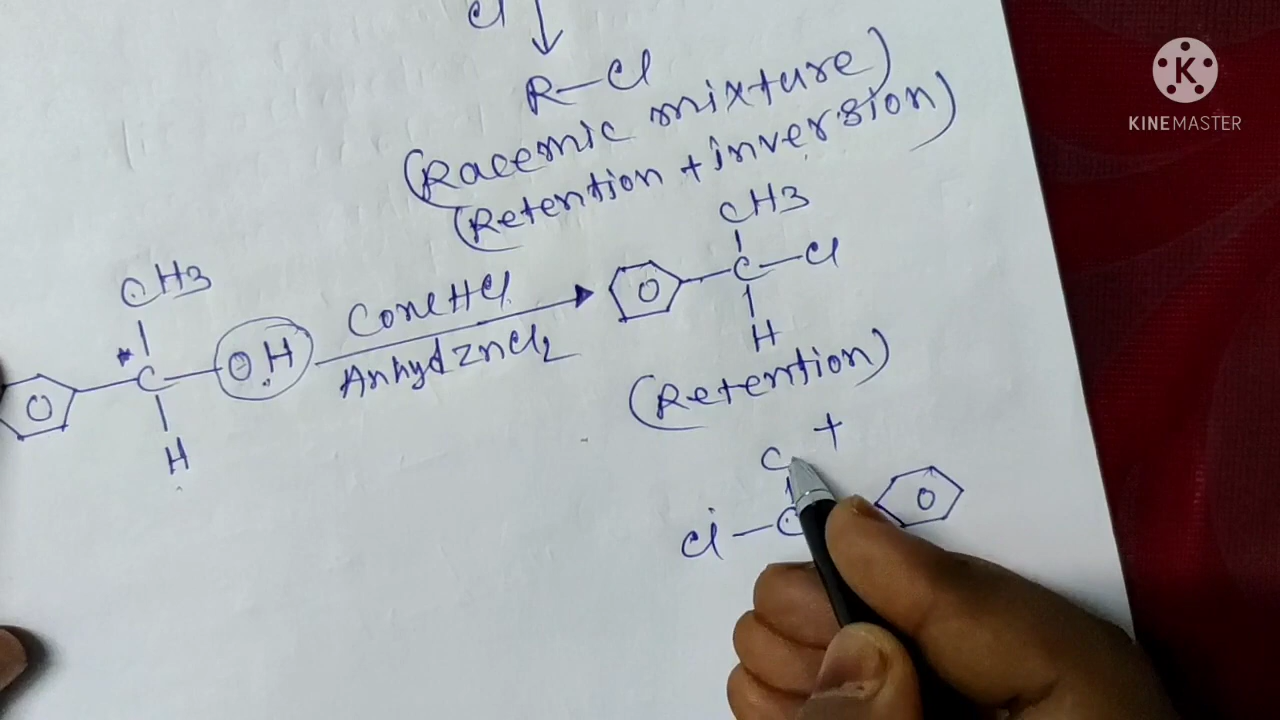 Cl
R-Cl
(Racemic mixture)
(Retention + inversion)
CH3
C-Cl
H
(Retention)
CH3
*
C-OH
H
Conc HCl
Anhyd ZnCl2
+
C
Cl-C
K
KINEMASTER